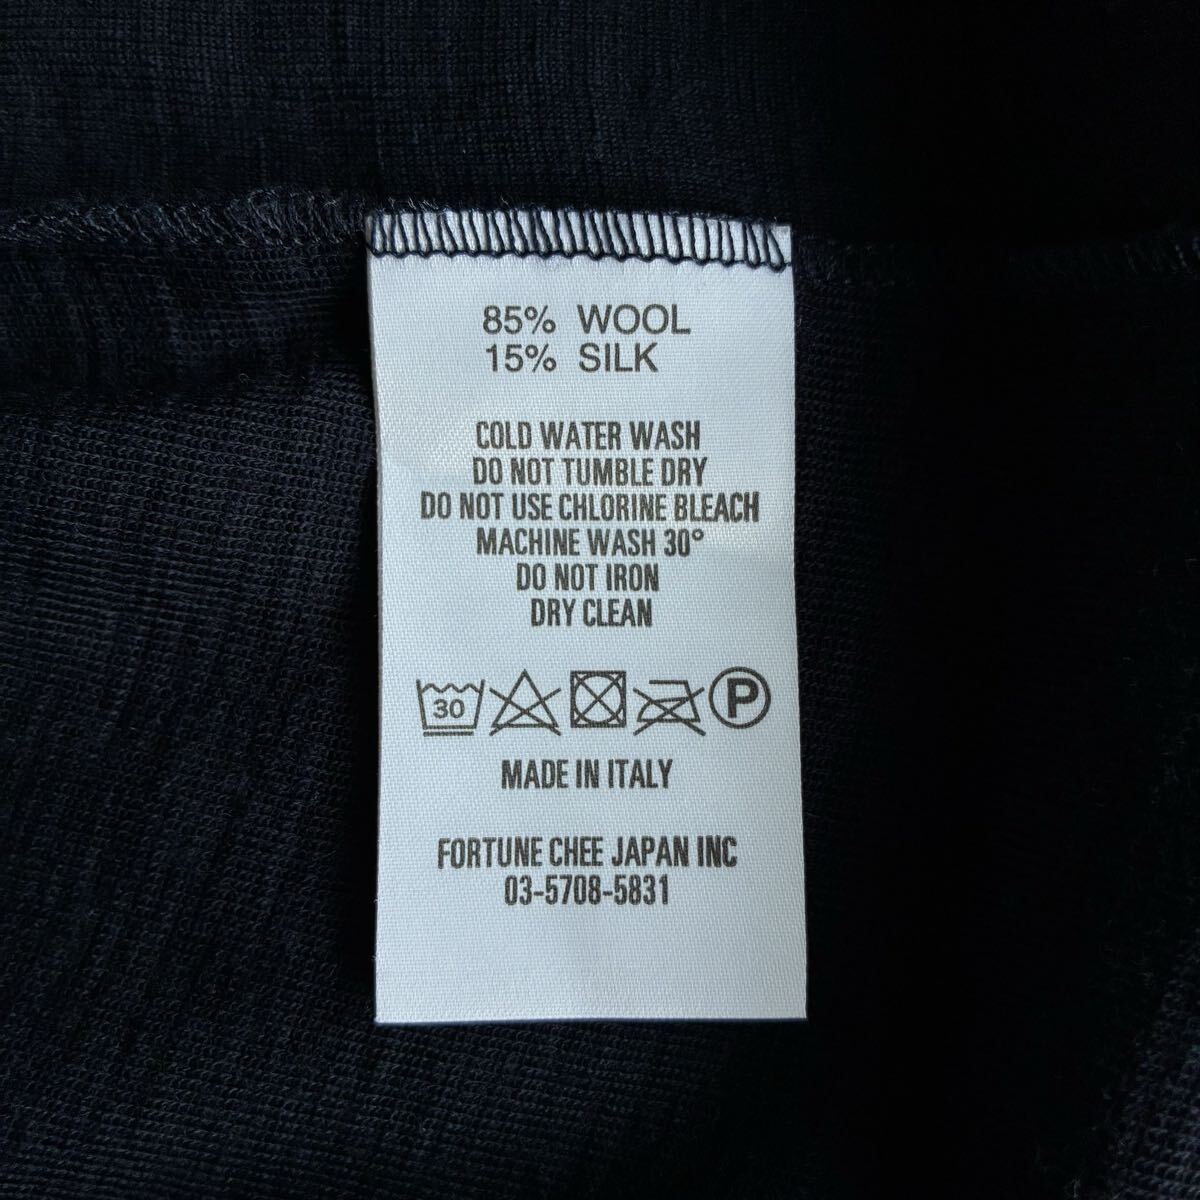 85% WOOL
15% SILK
COLD WATER WASH
DO NOT TUMBLE DRY
DO NOT USE CHLORINE BLEACH
MACHINE WASH 30°
DO NOT IRON
DRY CLEAN
30 P
MADE IN ITALY
FORTUNE CHEE JAPAN INC
03-5708-5831